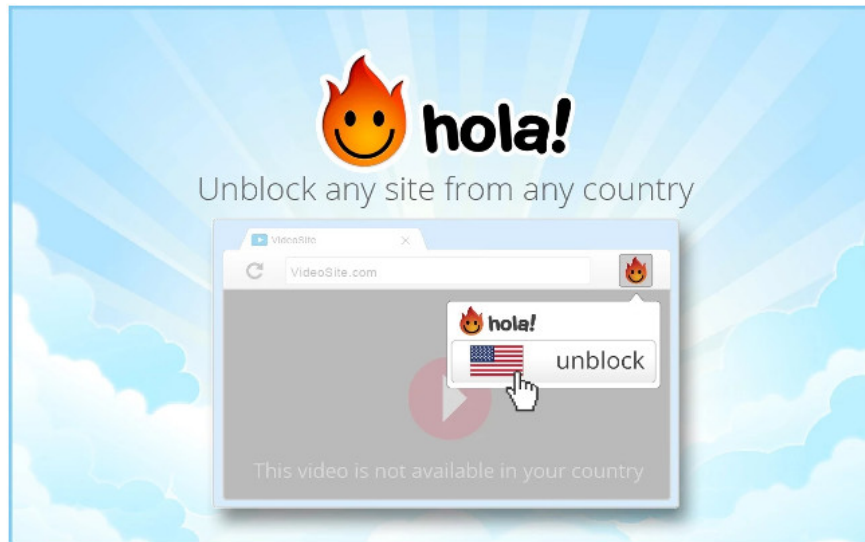 hola!
Unblock any site from any country
VideoSite
VideoSite.com
hola!
unblock
This video is not available in your country